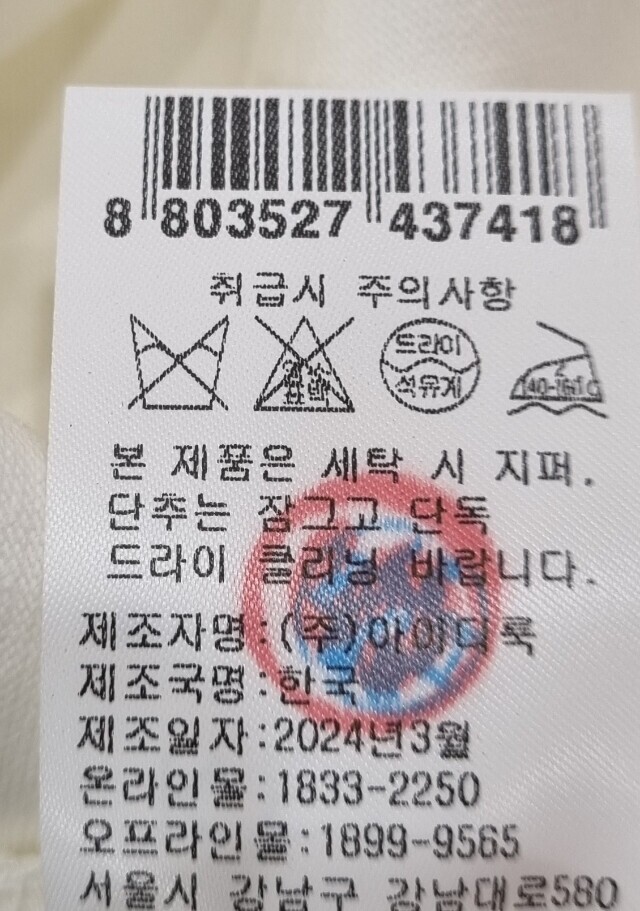 8 803527 437418
취급시 주의사항
드라이
석유계
본 제품은 세탁 시 지퍼.
단추는 잠그고 단독
드라이 클리닝 바랍니다.
제조자명:(주)아이디룩
제조국명:한국
제조일자:2024년3월
온라인몰:1833-2250
오프라인몰:1899-9565
서울시 강남구 강남대로580